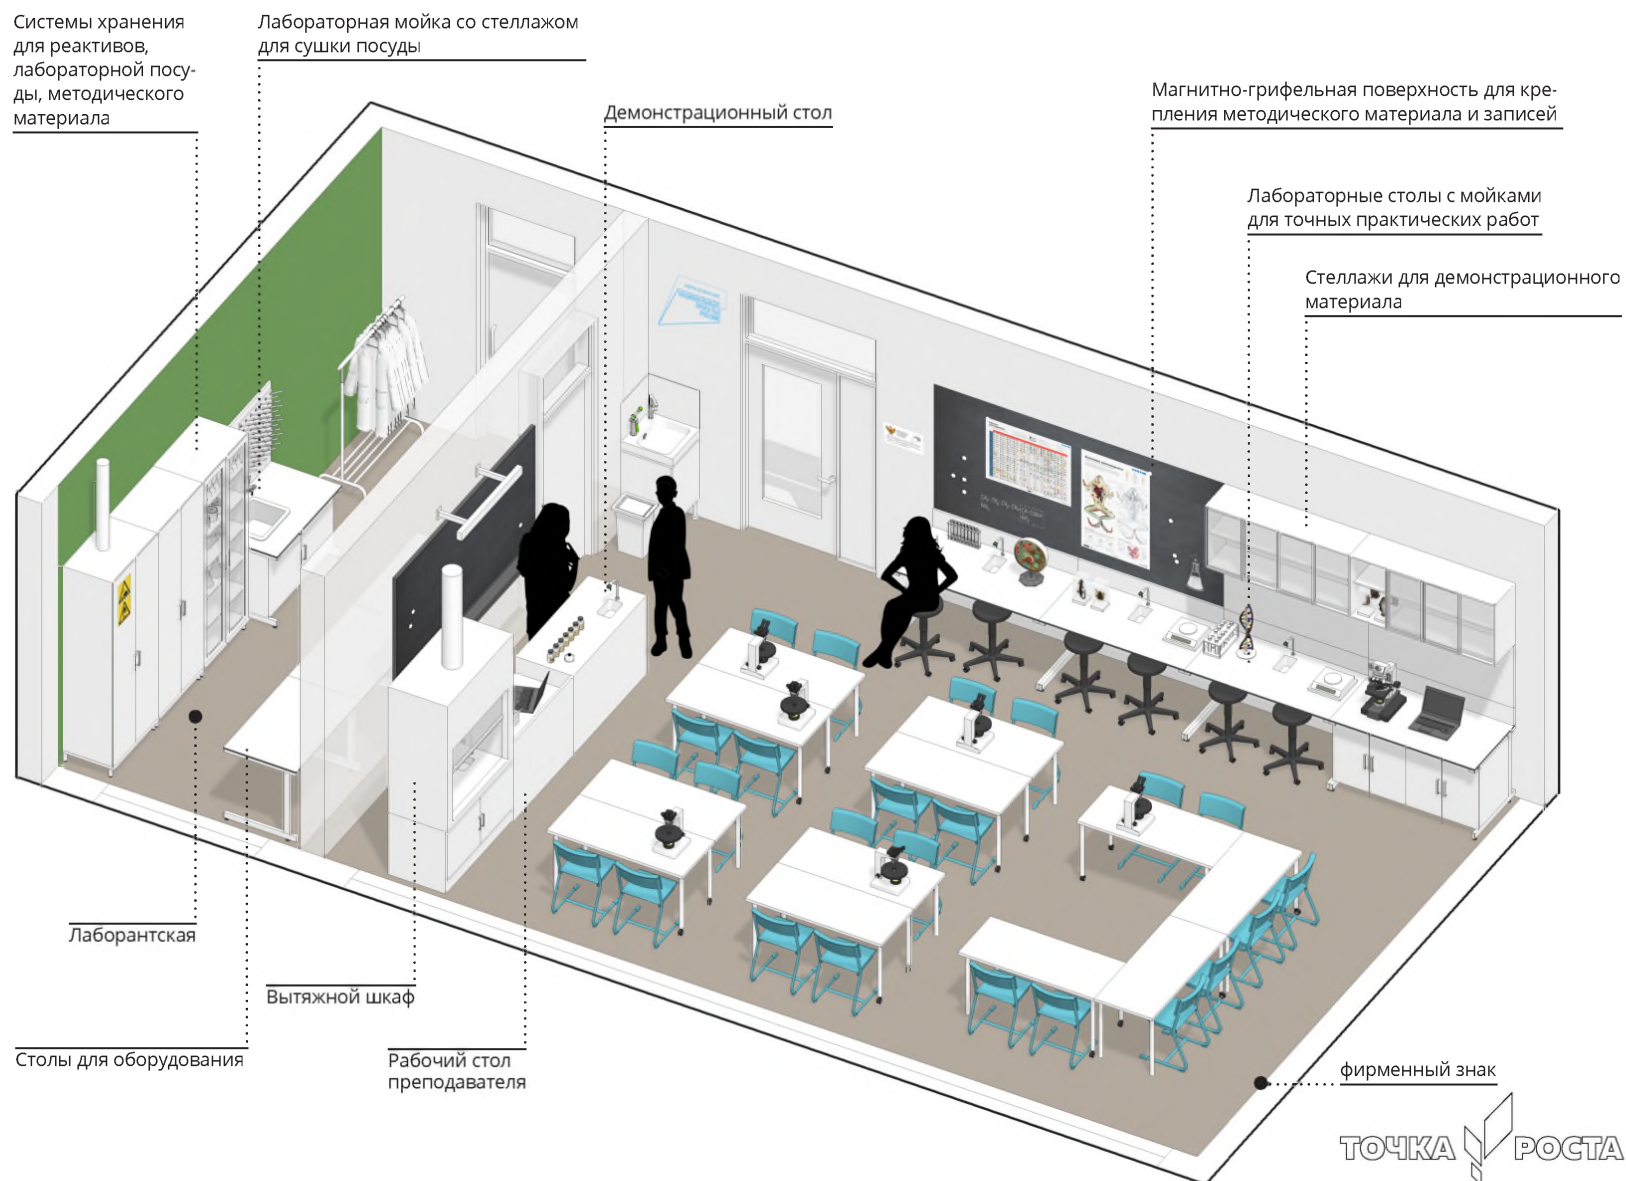 Системы хранения
для реактивов,
лабораторной посу-
ды, методического
материала
Лабораторная мойка со стеллажом
для сушки посуды
Демонстрационный стол
Магнитно-грифельная поверхность для кре-
пления методического материала и записей
Лабораторные столы с мойками
для точных практических работ
Стеллажи для демонстрационного
материала
Лаборантская
Вытяжной шкаф
Столы для оборудования
Рабочий стол
преподавателя
фирменный знак
ТОЧКА РОСТА